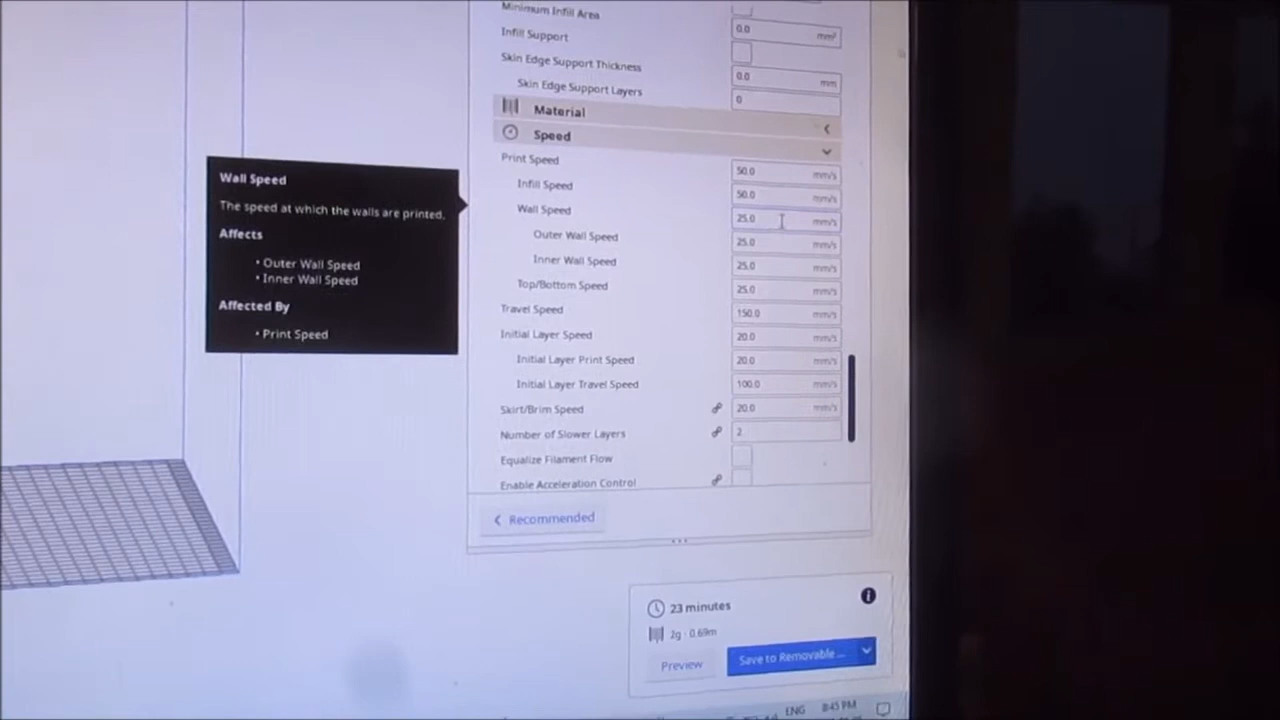 Minimum Infill Area
0.0 mm²
Infill Support
Skin Edge Support Thickness
0.0 mm
Skin Edge Support Layers
0
Material
Speed
Print Speed
50.0 mm/s
Infill Speed
50.0 mm/s
Wall Speed
25.0 mm/s
Outer Wall Speed
25.0 mm/s
Inner Wall Speed
25.0 mm/s
Top/Bottom Speed
25.0 mm/s
Travel Speed
150.0 mm/s
Initial Layer Speed
20.0 mm/s
Initial Layer Print Speed
20.0 mm/s
Initial Layer Travel Speed
100.0 mm/s
Skirt/Brim Speed
20.0 mm/s
Number of Slower Layers
2
Equalize Filament Flow
Enable Acceleration Control
Recommended
Wall Speed
The speed at which the walls are printed.
Affects
• Outer Wall Speed
• Inner Wall Speed
Affected By
• Print Speed
23 minutes
2g · 0.69m
Preview
Save to Removable ...
ENG 8:45 PM